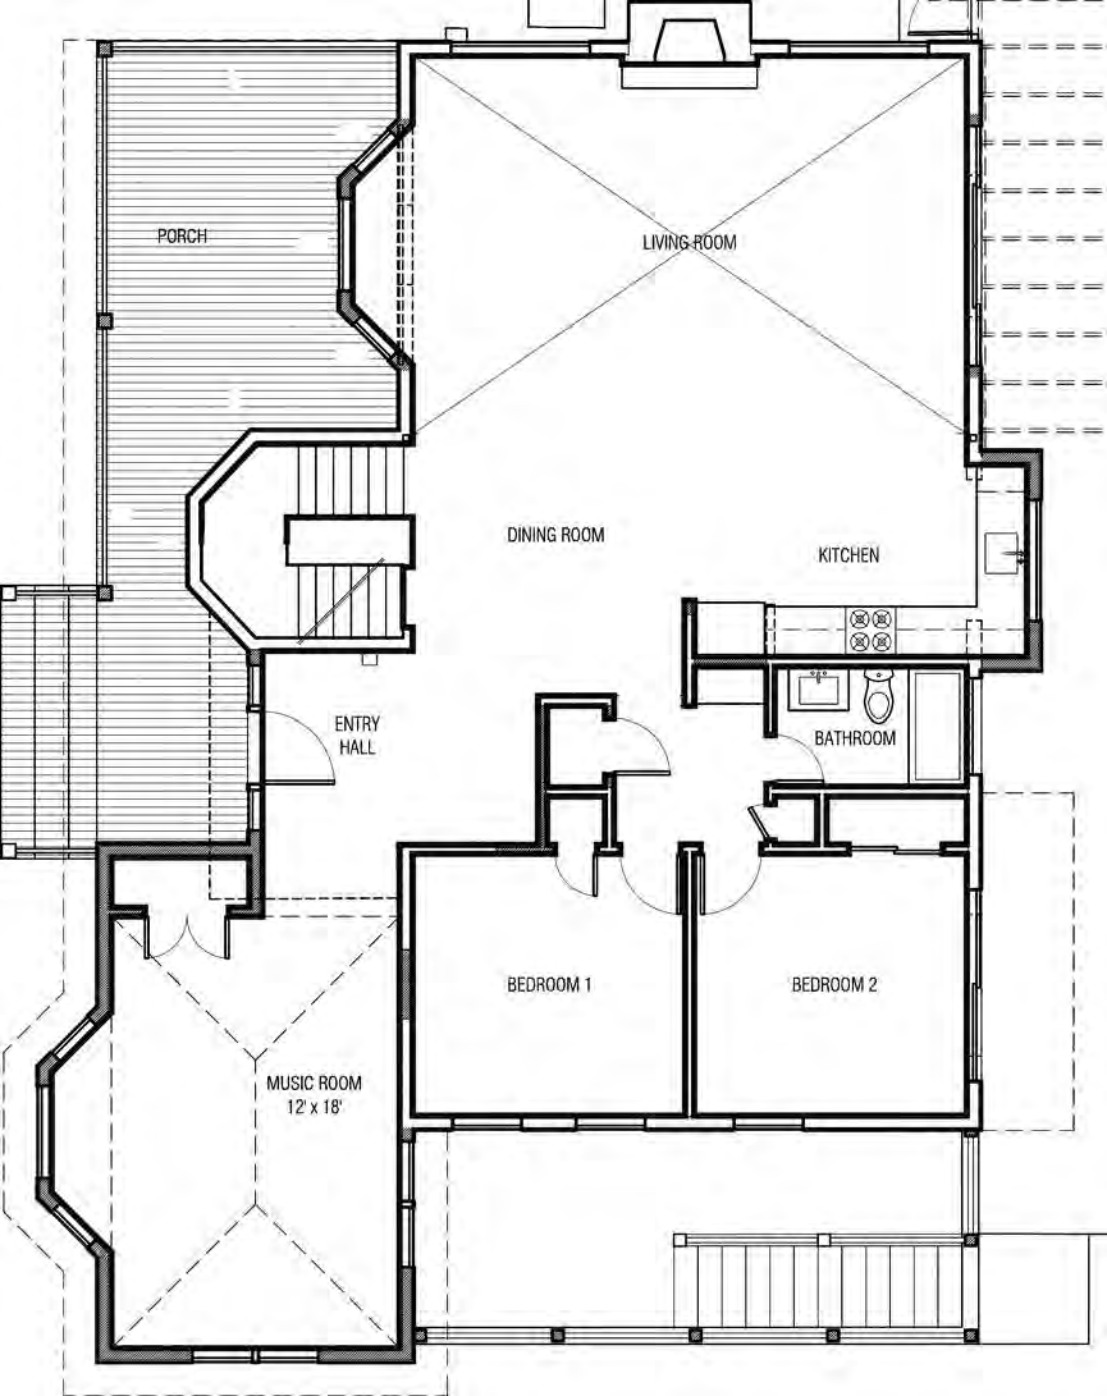 PORCH
LIVING ROOM
DINING ROOM
KITCHEN
ENTRY
HALL
BATHROOM
BEDROOM 1
BEDROOM 2
MUSIC ROOM
12' x 18'